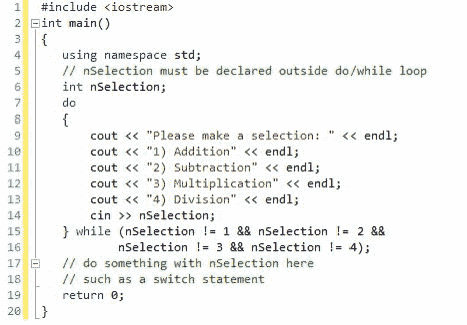 1 #include <iostream>
2 int main()
3 {
4 using namespace std;
5 // nSelection must be declared outside do/while loop
6 int nSelection;
7 do
8 {
9 cout << "Please make a selection: " << endl;
10 cout << "1) Addition" << endl;
11 cout << "2) Subtraction" << endl;
12 cout << "3) Multiplication" << endl;
13 cout << "4) Division" << endl;
14 cin >> nSelection;
15 } while (nSelection != 1 && nSelection != 2 &&
16 nSelection != 3 && nSelection != 4);
17 // do something with nSelection here
18 // such as a switch statement
19 return 0;
20 }